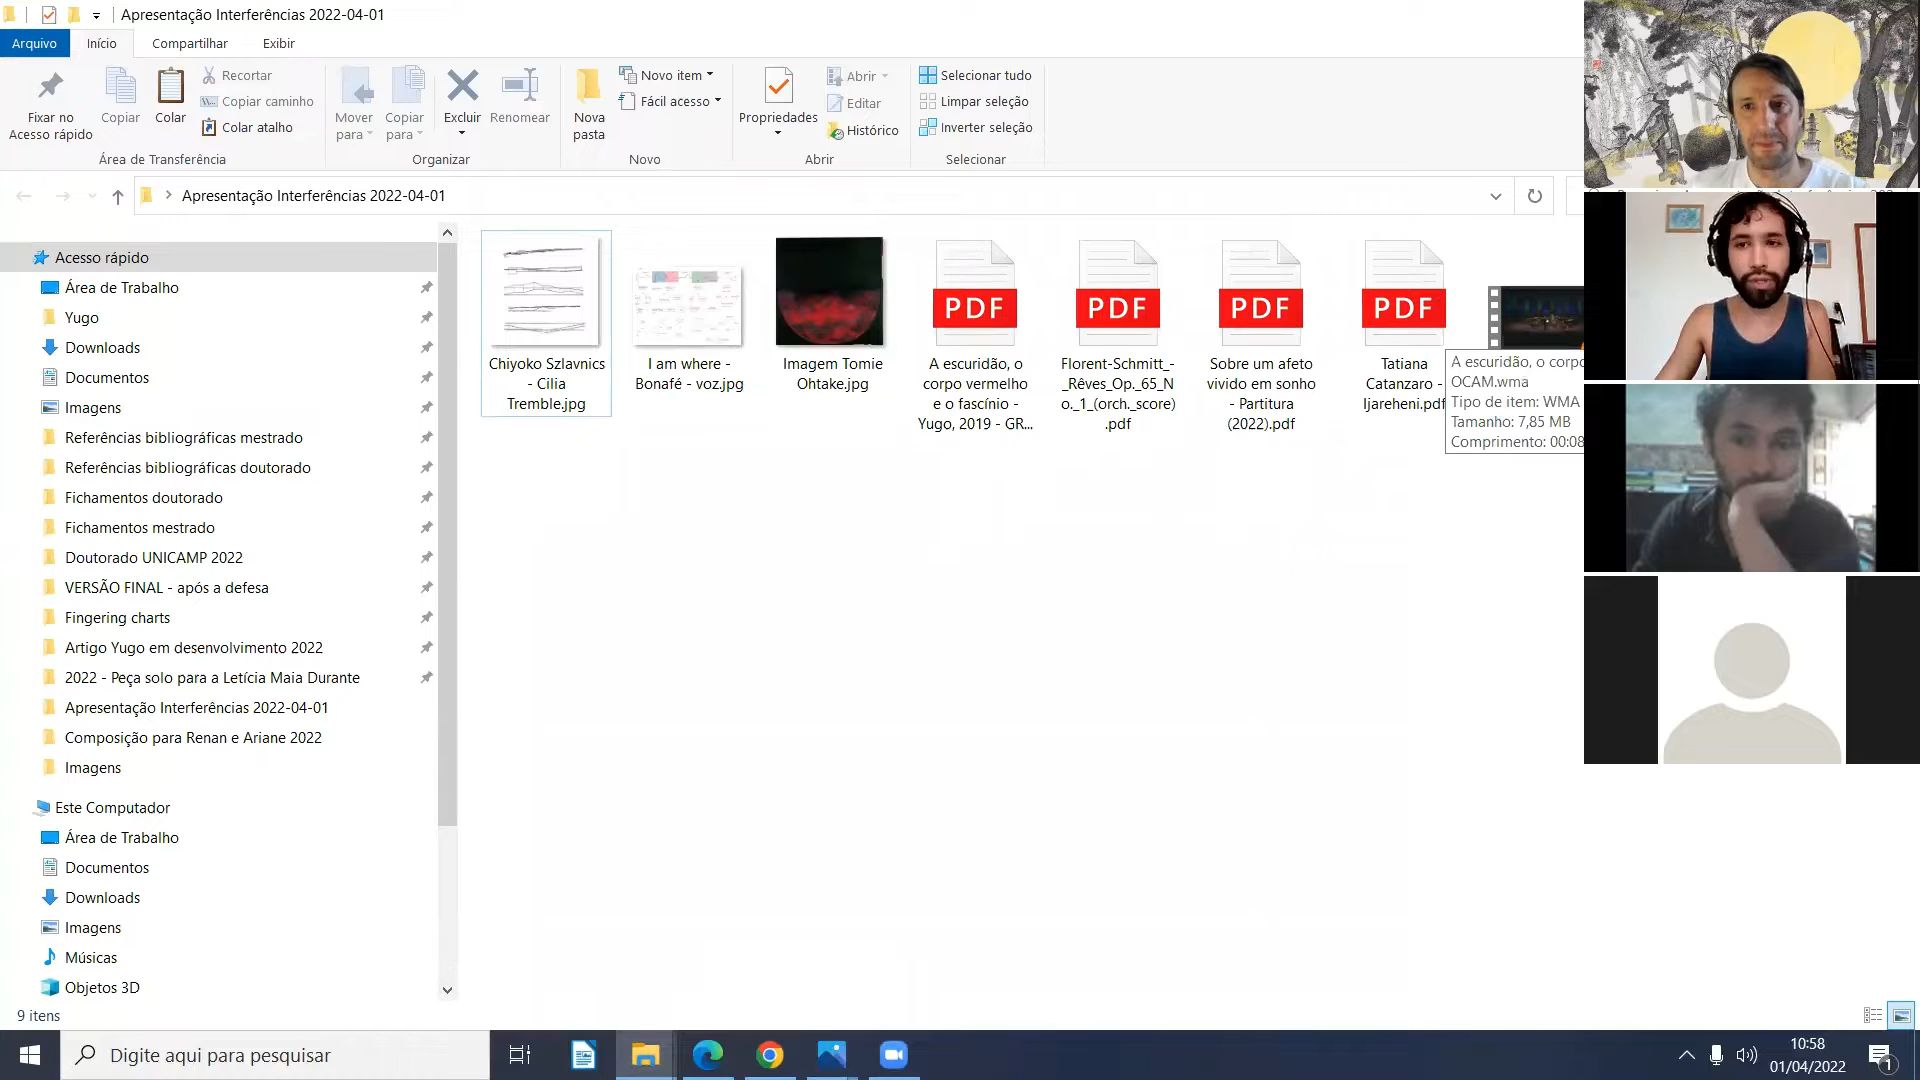 Apresentação Interferências 2022-04-01
Arquivo
Início
Compartilhar
Exibir
Fixar no
Acesso rápido
Copiar
Colar
Recortar
Copiar caminho
Colar atalho
Área de Transferência
Mover
para
Copiar
para
Excluir
Renomear
Organizar
Nova
pasta
Novo item
Fácil acesso
Novo
Propriedades
Abrir
Editar
Histórico
Abrir
Selecionar tudo
Limpar seleção
Inverter seleção
Selecionar
Apresentação Interferências 2022-04-01
Acesso rápido
Área de Trabalho
Yugo
Downloads
Documentos
Imagens
Referências bibliográficas mestrado
Referências bibliográficas doutorado
Fichamentos doutorado
Fichamentos mestrado
Doutorado UNICAMP 2022
VERSÃO FINAL - após a defesa
Fingering charts
Artigo Yugo em desenvolvimento 2022
2022 - Peça solo para a Letícia Maia Durante
Apresentação Interferências 2022-04-01
Composição para Renan e Ariane 2022
Imagens
Este Computador
Área de Trabalho
Documentos
Downloads
Imagens
Músicas
Objetos 3D
Chiyoko Szlavnics
- Cilia
Tremble.jpg
I am where -
Bonafé - voz.jpg
Imagem Tomie
Ohtake.jpg
PDF
A escuridão, o
corpo vermelho
e o fascínio -
Yugo, 2019 - GR...
PDF
Florent-Schmitt_-
_Rêves_Op._65_N
o._1_(orch._score)
.pdf
PDF
Sobre um afeto
vivido em sonho
- Partitura
(2022).pdf
PDF
Tatiana
Catanzaro -
Ijareheni.pdf
A escuridão, o corpo
OCAM.wma
Tipo de item: WMA
Tamanho: 7,85 MB
Comprimento: 00:08
9 itens
Digite aqui para pesquisar
10:58
01/04/2022
1